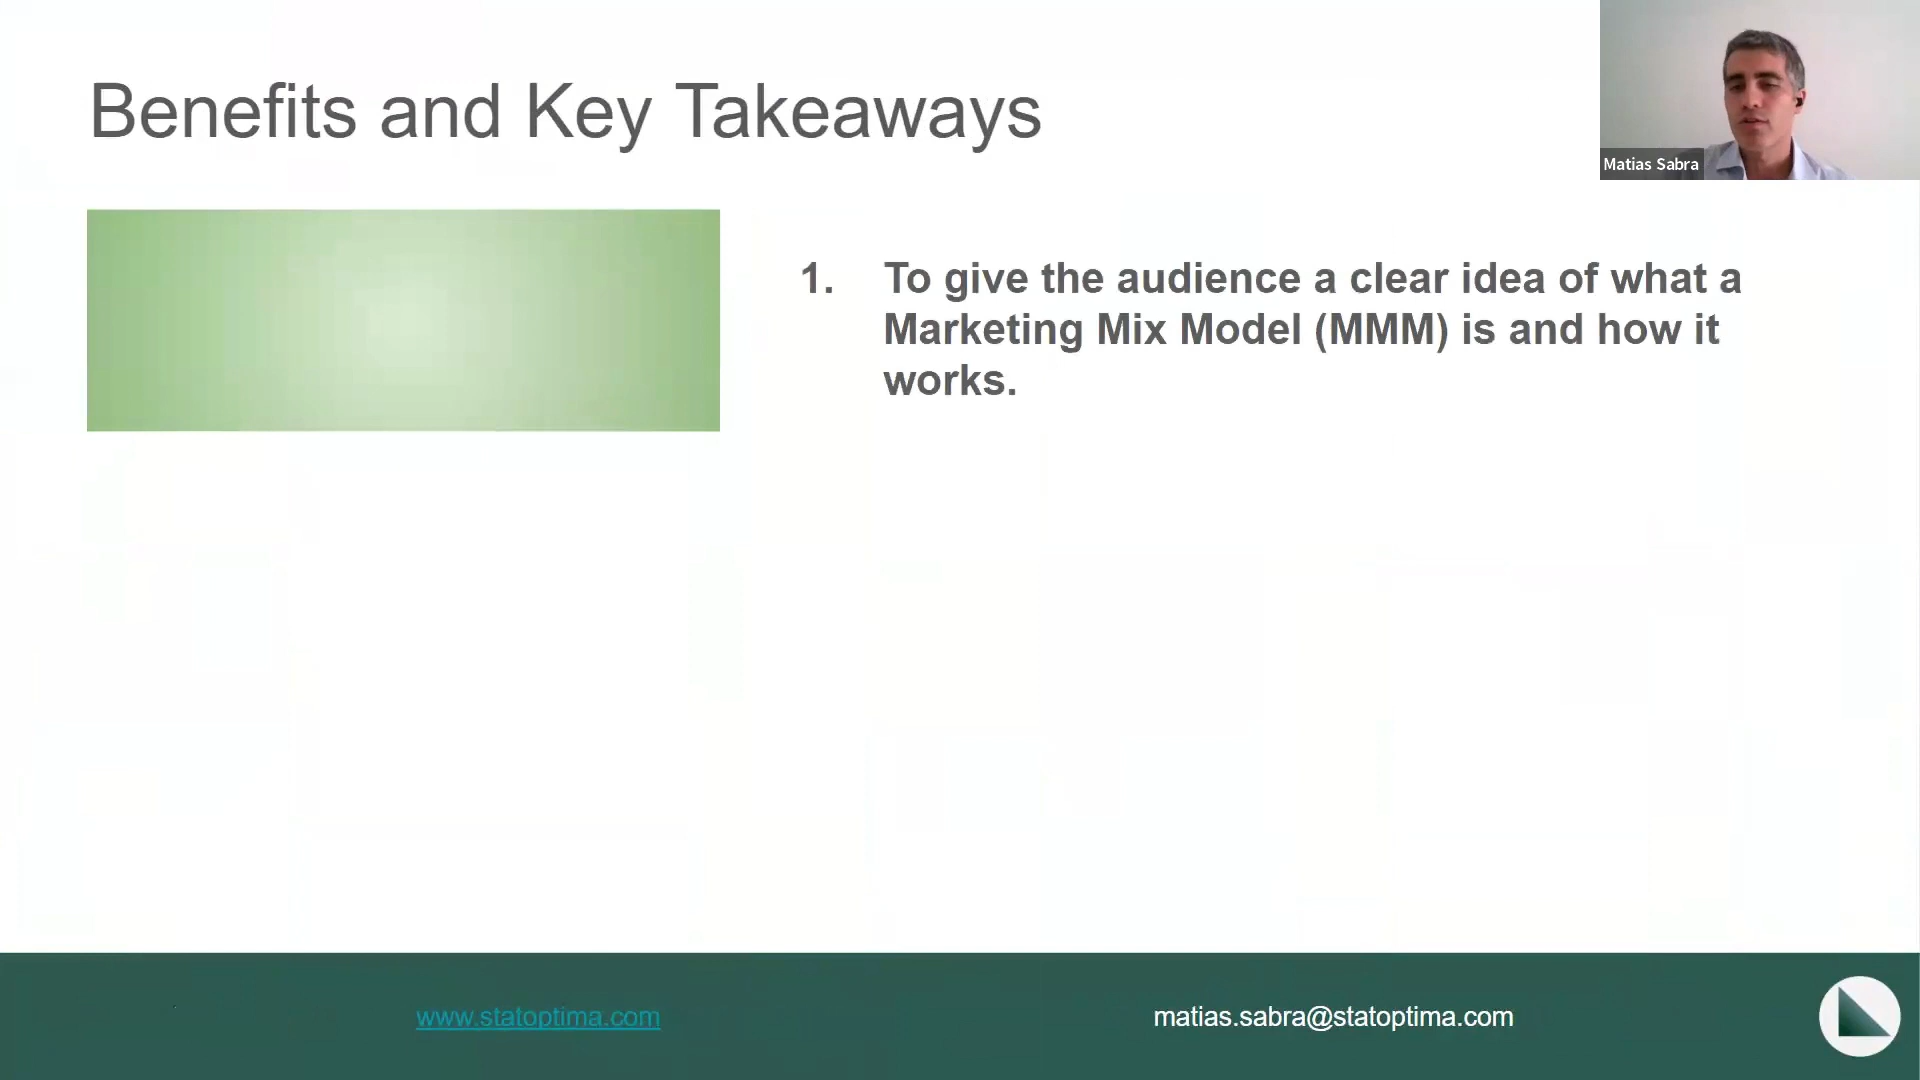 Benefits and Key Takeaways
Matias Sabra
1. To give the audience a clear idea of what a
Marketing Mix Model (MMM) is and how it
works.
www.statoptima.com
matias.sabra@statoptima.com